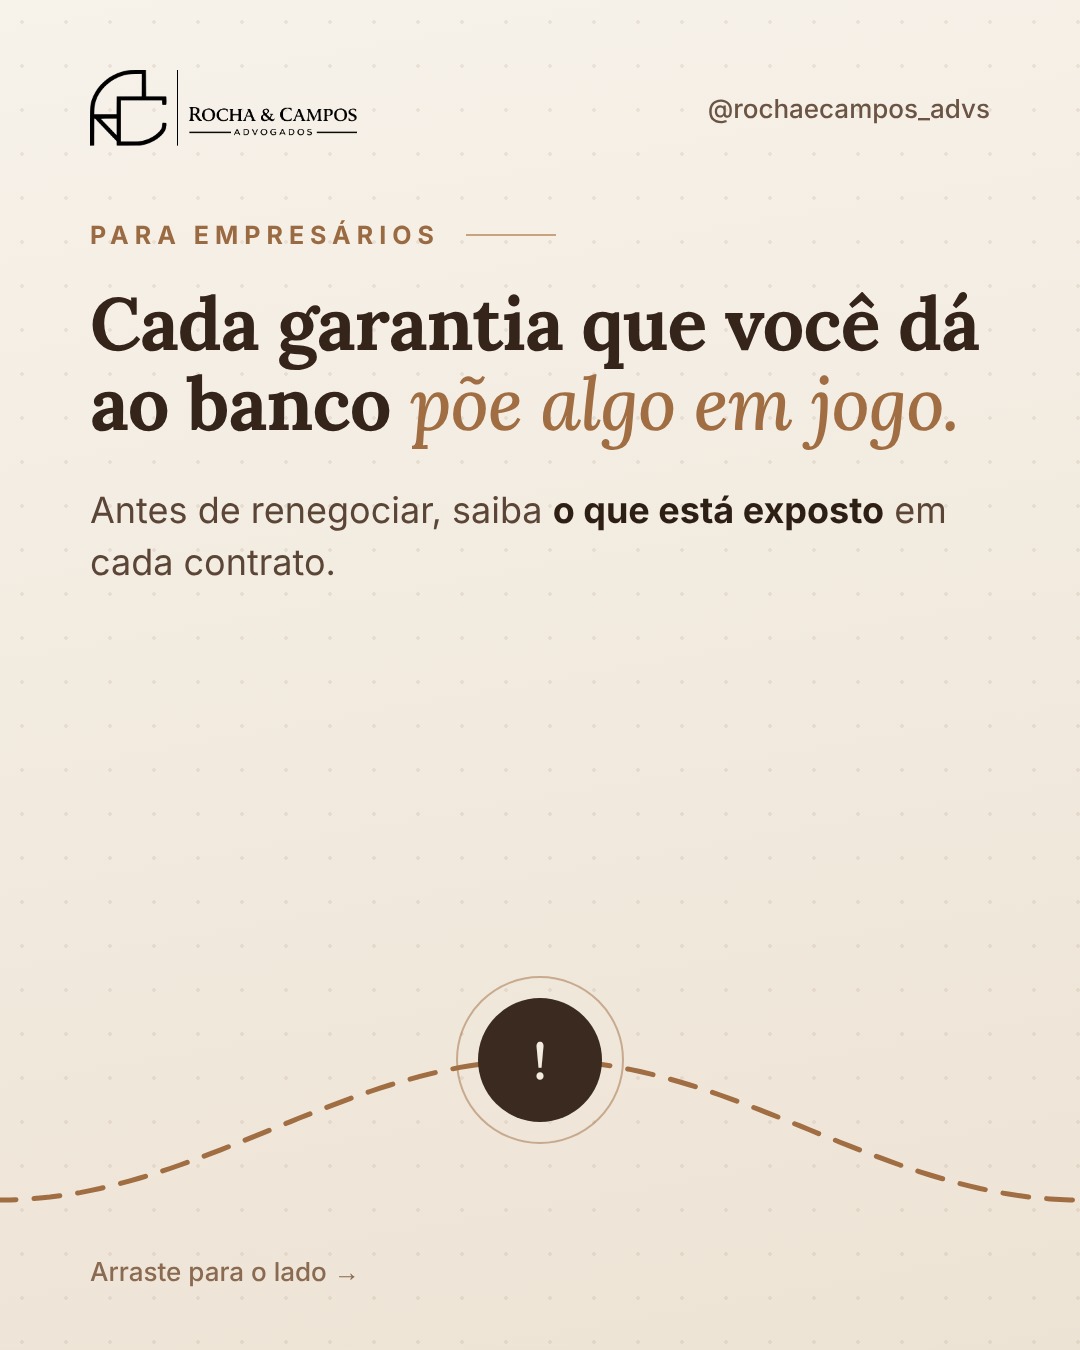 ROCHA & CAMPOS
ADVOGADOS
@rochaecampos_advs
PARA EMPRESÁRIOS
Cada garantia que você dá
ao banco põe algo em jogo.
Antes de renegociar, saiba o que está exposto em
cada contrato.
!
Arraste para o lado →